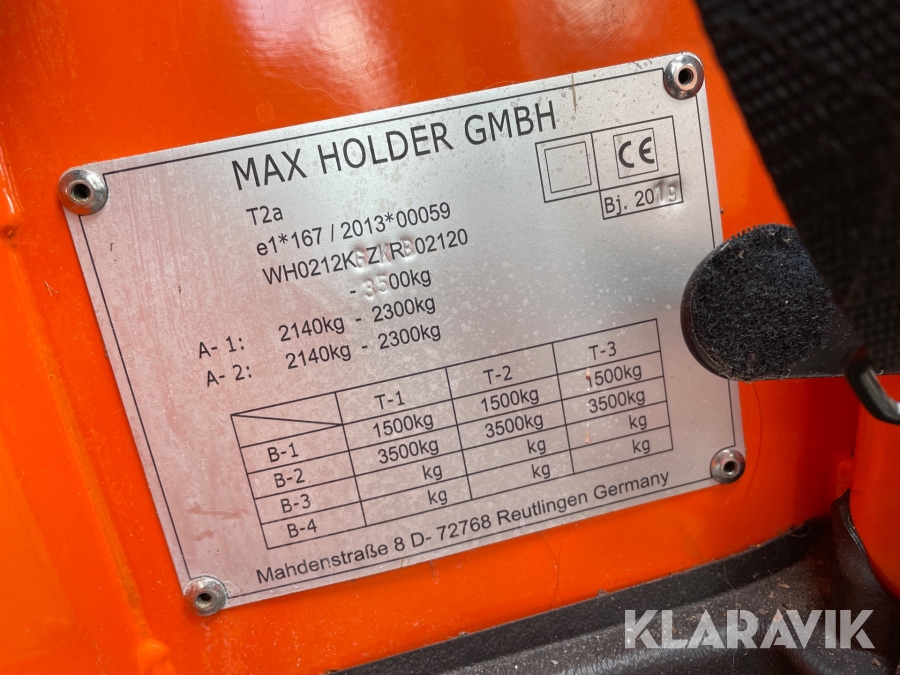 MAX HOLDER GMBH
CE
Bj. 2019
T2a
e1*167 / 2013*00059
- 3500kg
A- 1: 2140kg - 2300kg
A- 2: 2140kg - 2300kg
T-1 T-2 T-3
B-1 1500kg 1500kg 1500kg
B-2 3500kg 3500kg 3500kg
B-3 kg kg kg
B-4 kg kg kg
Mahdenstraße 8 D- 72768 Reutlingen Germany
KLARAVIK